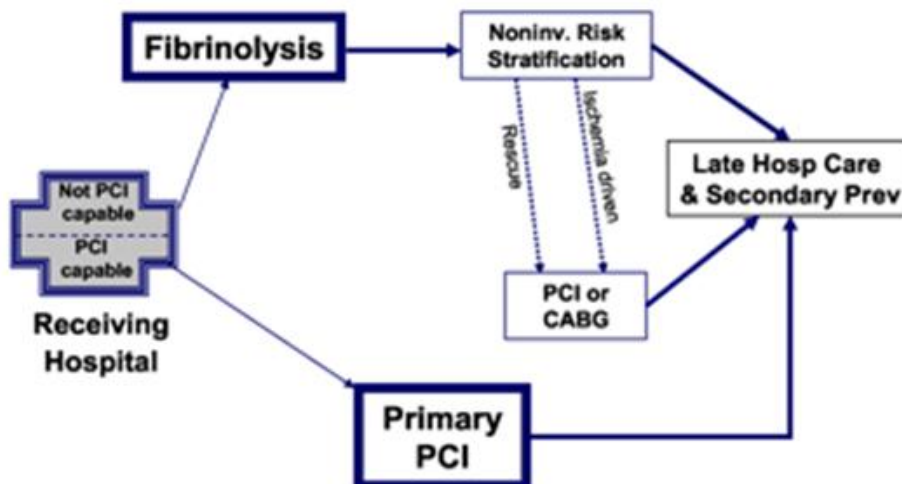 Fibrinolysis
Noninv. Risk
Stratification
Rescue
Ischemia driven
Late Hosp Care
& Secondary Prev
Not PCI
capable
PCI
capable
Receiving
Hospital
PCI or
CABG
Primary
PCI